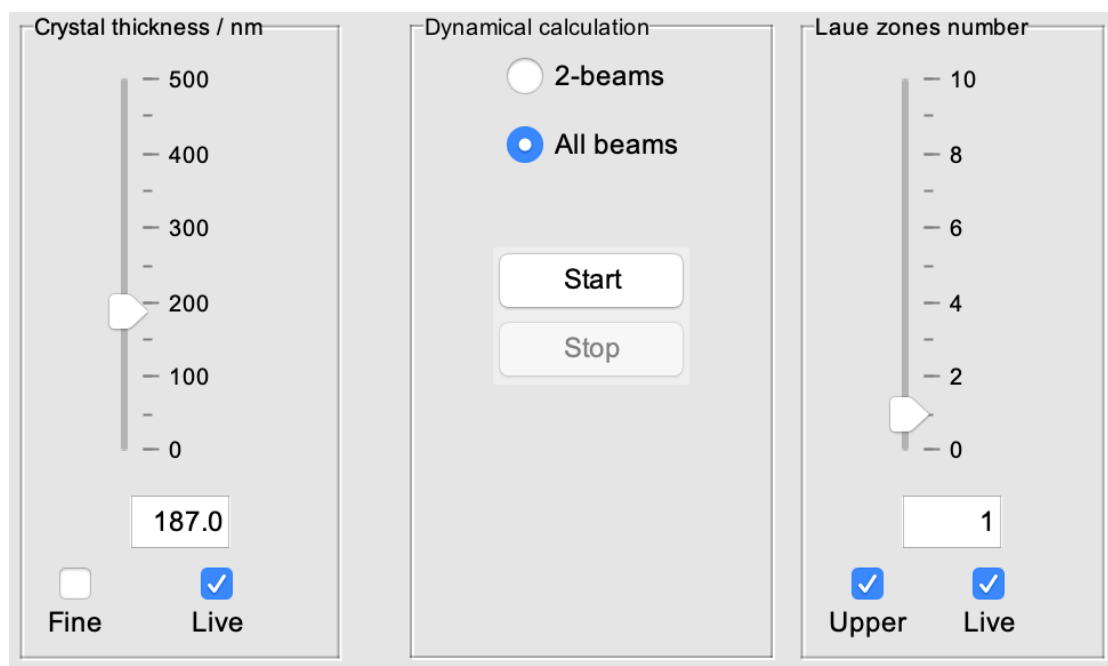 Crystal thickness / nm
500
400
300
200
100
0
187.0
Fine Live
Dynamical calculation
2-beams
All beams
Start
Stop
Laue zones number
10
8
6
4
2
0
1
Upper Live